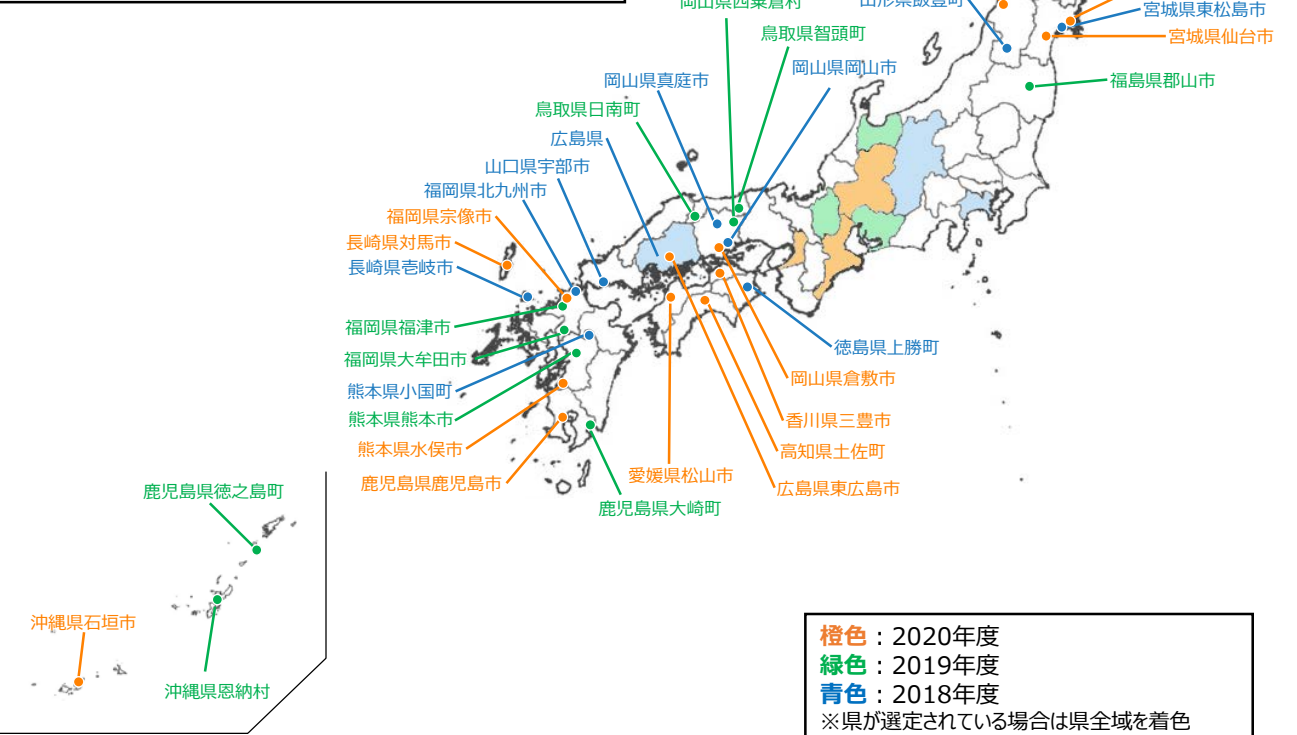 岡山県西粟倉村
山形県飯豊町
宮城県東松島市
鳥取県智頭町
宮城県仙台市
岡山県岡山市
岡山県真庭市
福島県郡山市
鳥取県日南町
広島県
山口県宇部市
福岡県北九州市
福岡県宗像市
長崎県対馬市
長崎県壱岐市
福岡県福津市
徳島県上勝町
福岡県大牟田市
岡山県倉敷市
熊本県小国町
熊本県熊本市
香川県三豊市
熊本県水俣市
高知県土佐町
愛媛県松山市
鹿児島県鹿児島市
広島県東広島市
鹿児島県大崎町
鹿児島県徳之島町
沖縄県石垣市
沖縄県恩納村
橙色:2020年度
緑色:2019年度
青色:2018年度
※県が選定されている場合は県全域を着色